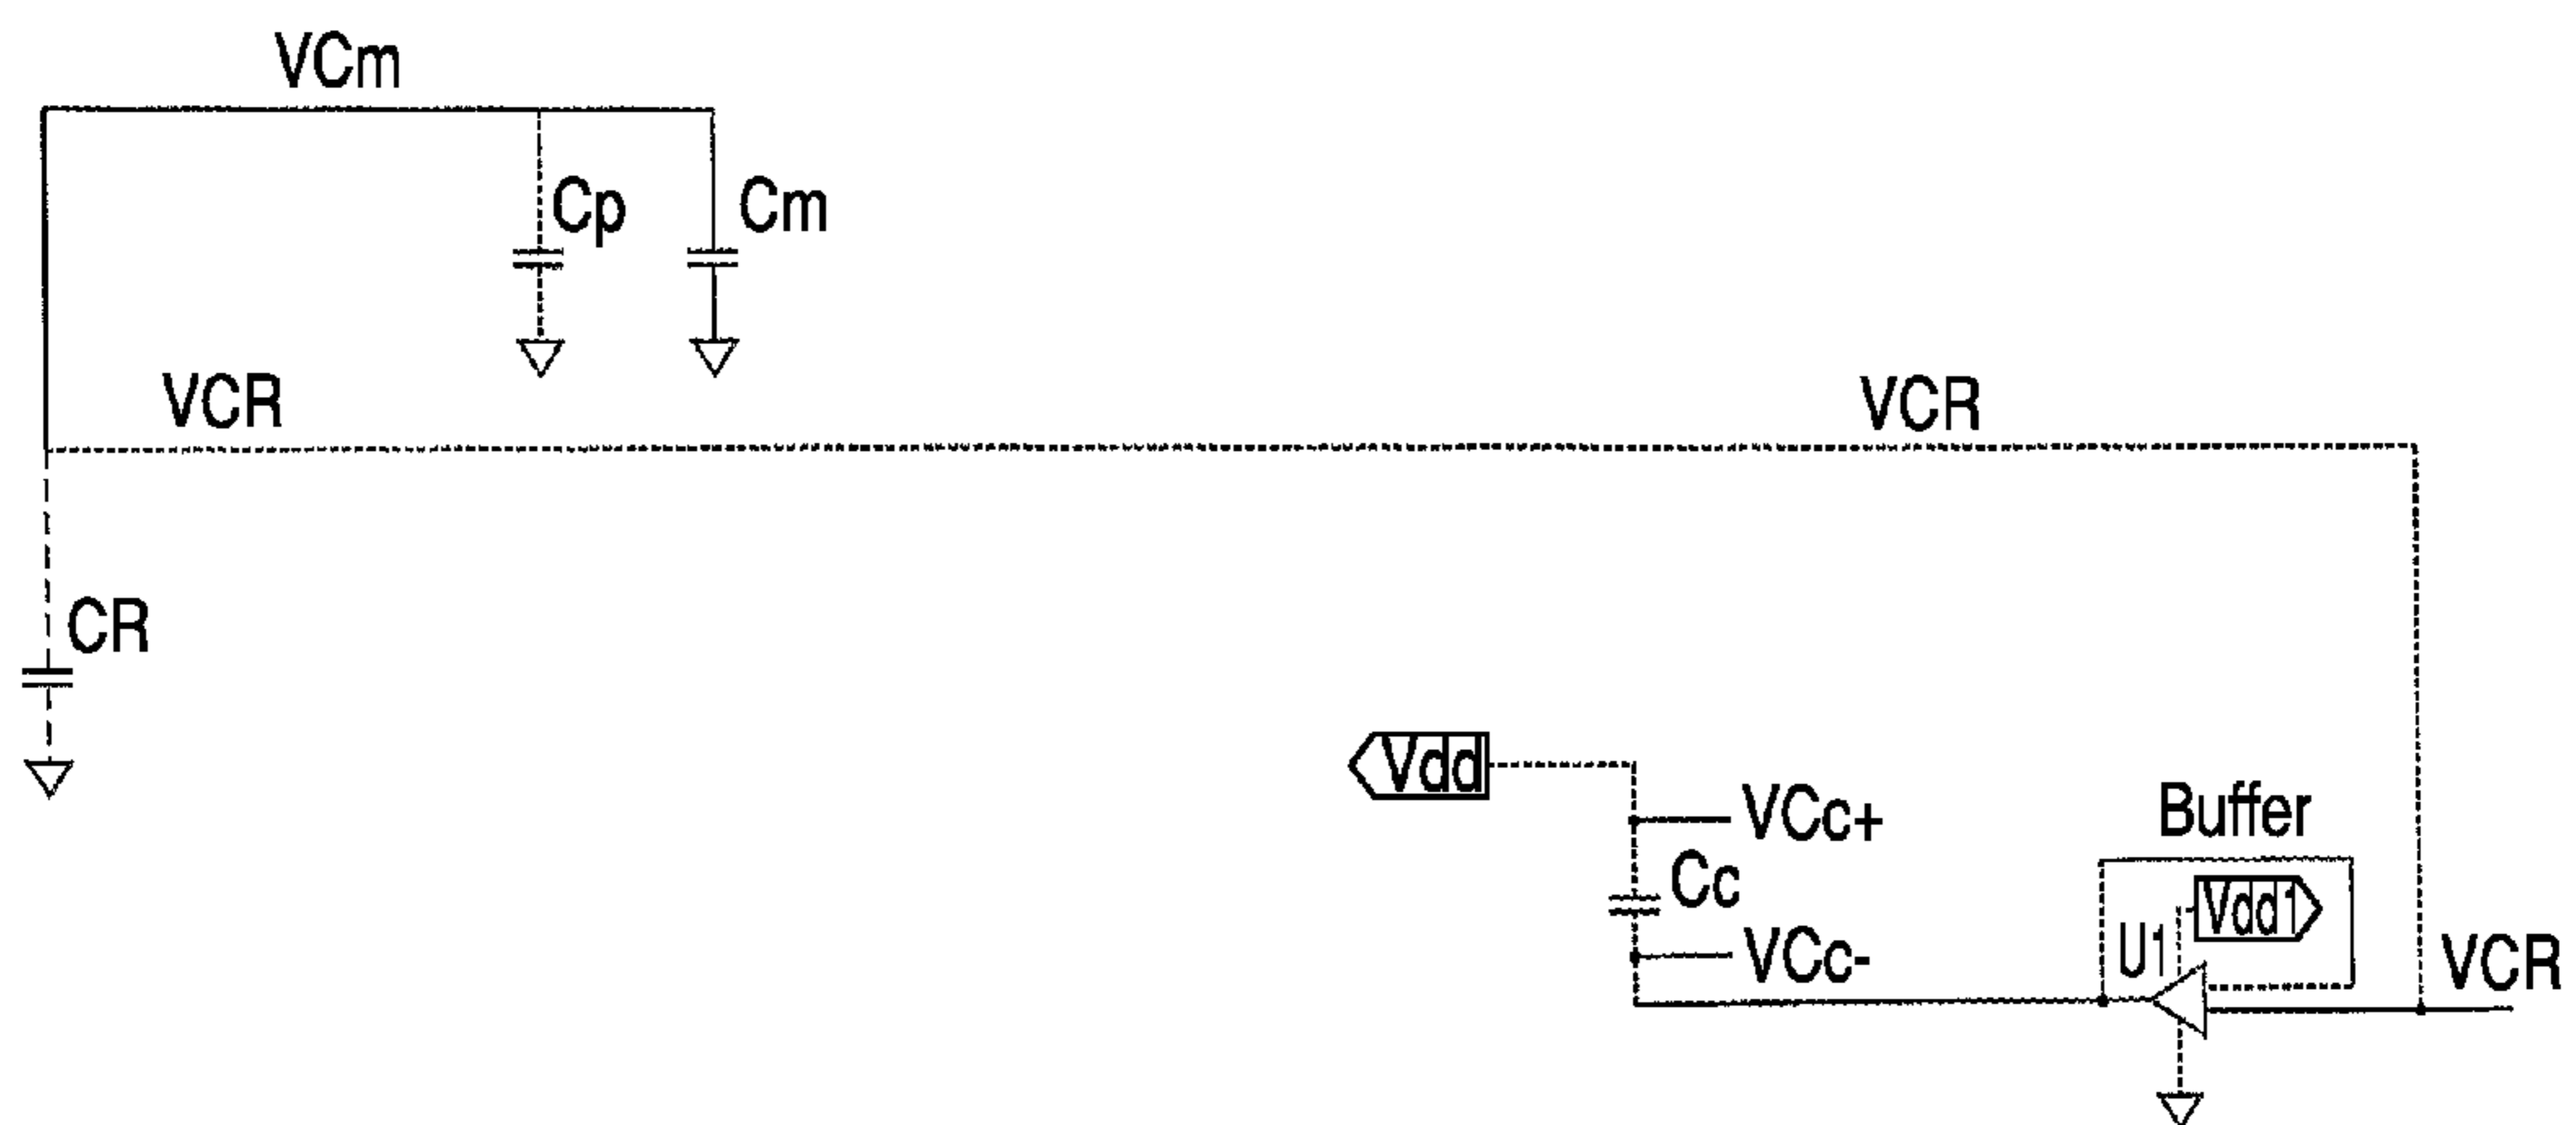 VCm
Cp
Cm
VCR
VCR
CR
Vdd
VCc+
Buffer
Cc
Vdd1
U1
VCc-
VCR